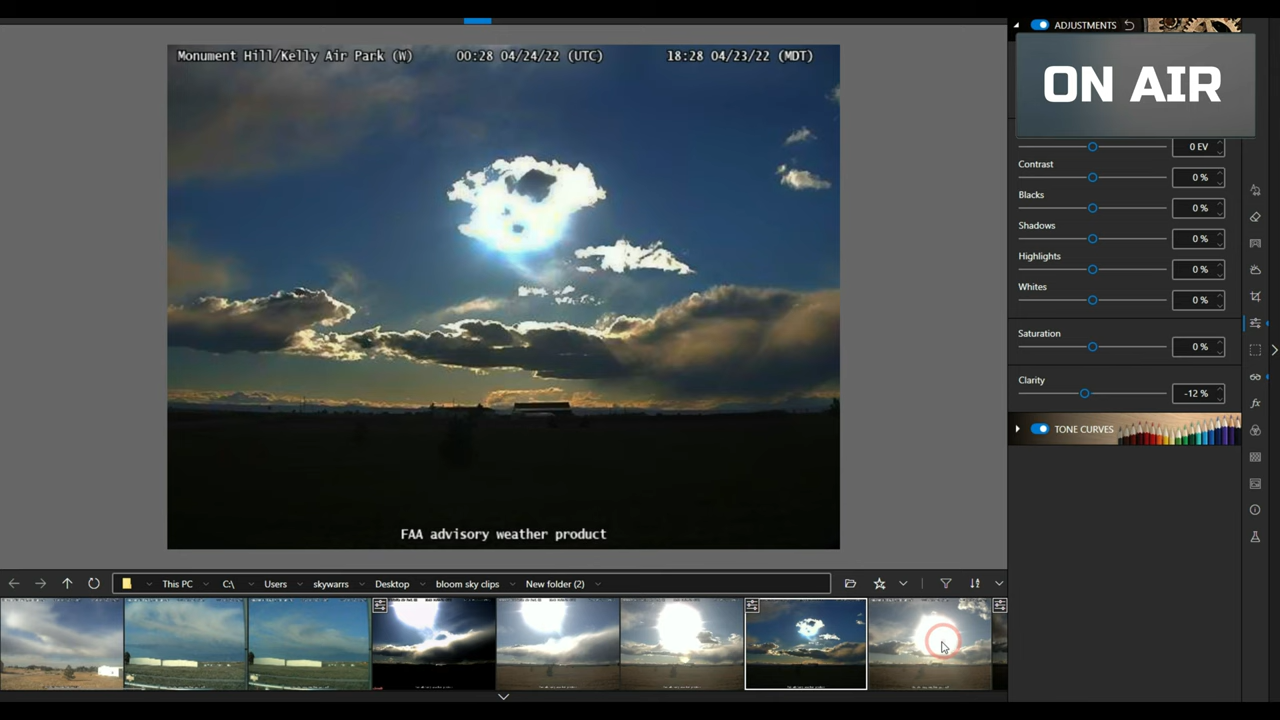 ADJUSTMENTS
ON AIR
Monument Hill/Kelly Air Park (W) 00:28 04/24/22 (UTC) 18:28 04/23/22 (MDT)
0 EV
Contrast
0 %
Blacks
0 %
Shadows
0 %
Highlights
0 %
Whites
0 %
Saturation
0 %
Clarity
-12 %
TONE CURVES
FAA advisory weather product
This PC C:\ Users skywarrs Desktop bloom sky clips New folder (2)